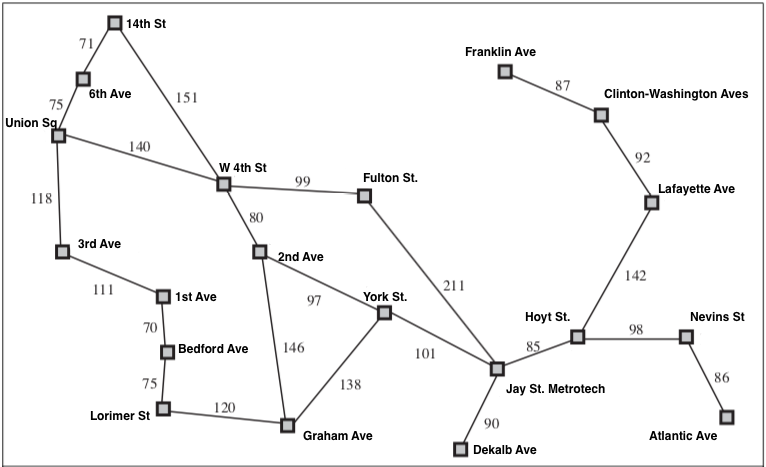 14th St
71
6th Ave
75
Union Sq
151
140
W 4th St
99
Fulton St.
Franklin Ave
87
Clinton-Washington Aves
92
Lafayette Ave
118
80
3rd Ave
2nd Ave
111
1st Ave
97
York St.
211
142
Hoyt St.
98
Nevins St
70
Bedford Ave
146
101
85
86
75
138
Jay St. Metrotech
Lorimer St
120
90
Graham Ave
Dekalb Ave
Atlantic Ave